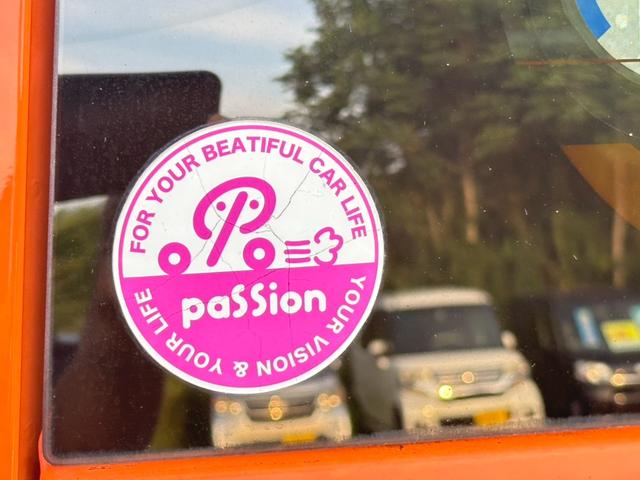 FOR YOUR BEATIFUL CAR LIFE
P
paSSion
YOUR VISION & YOUR LIFE